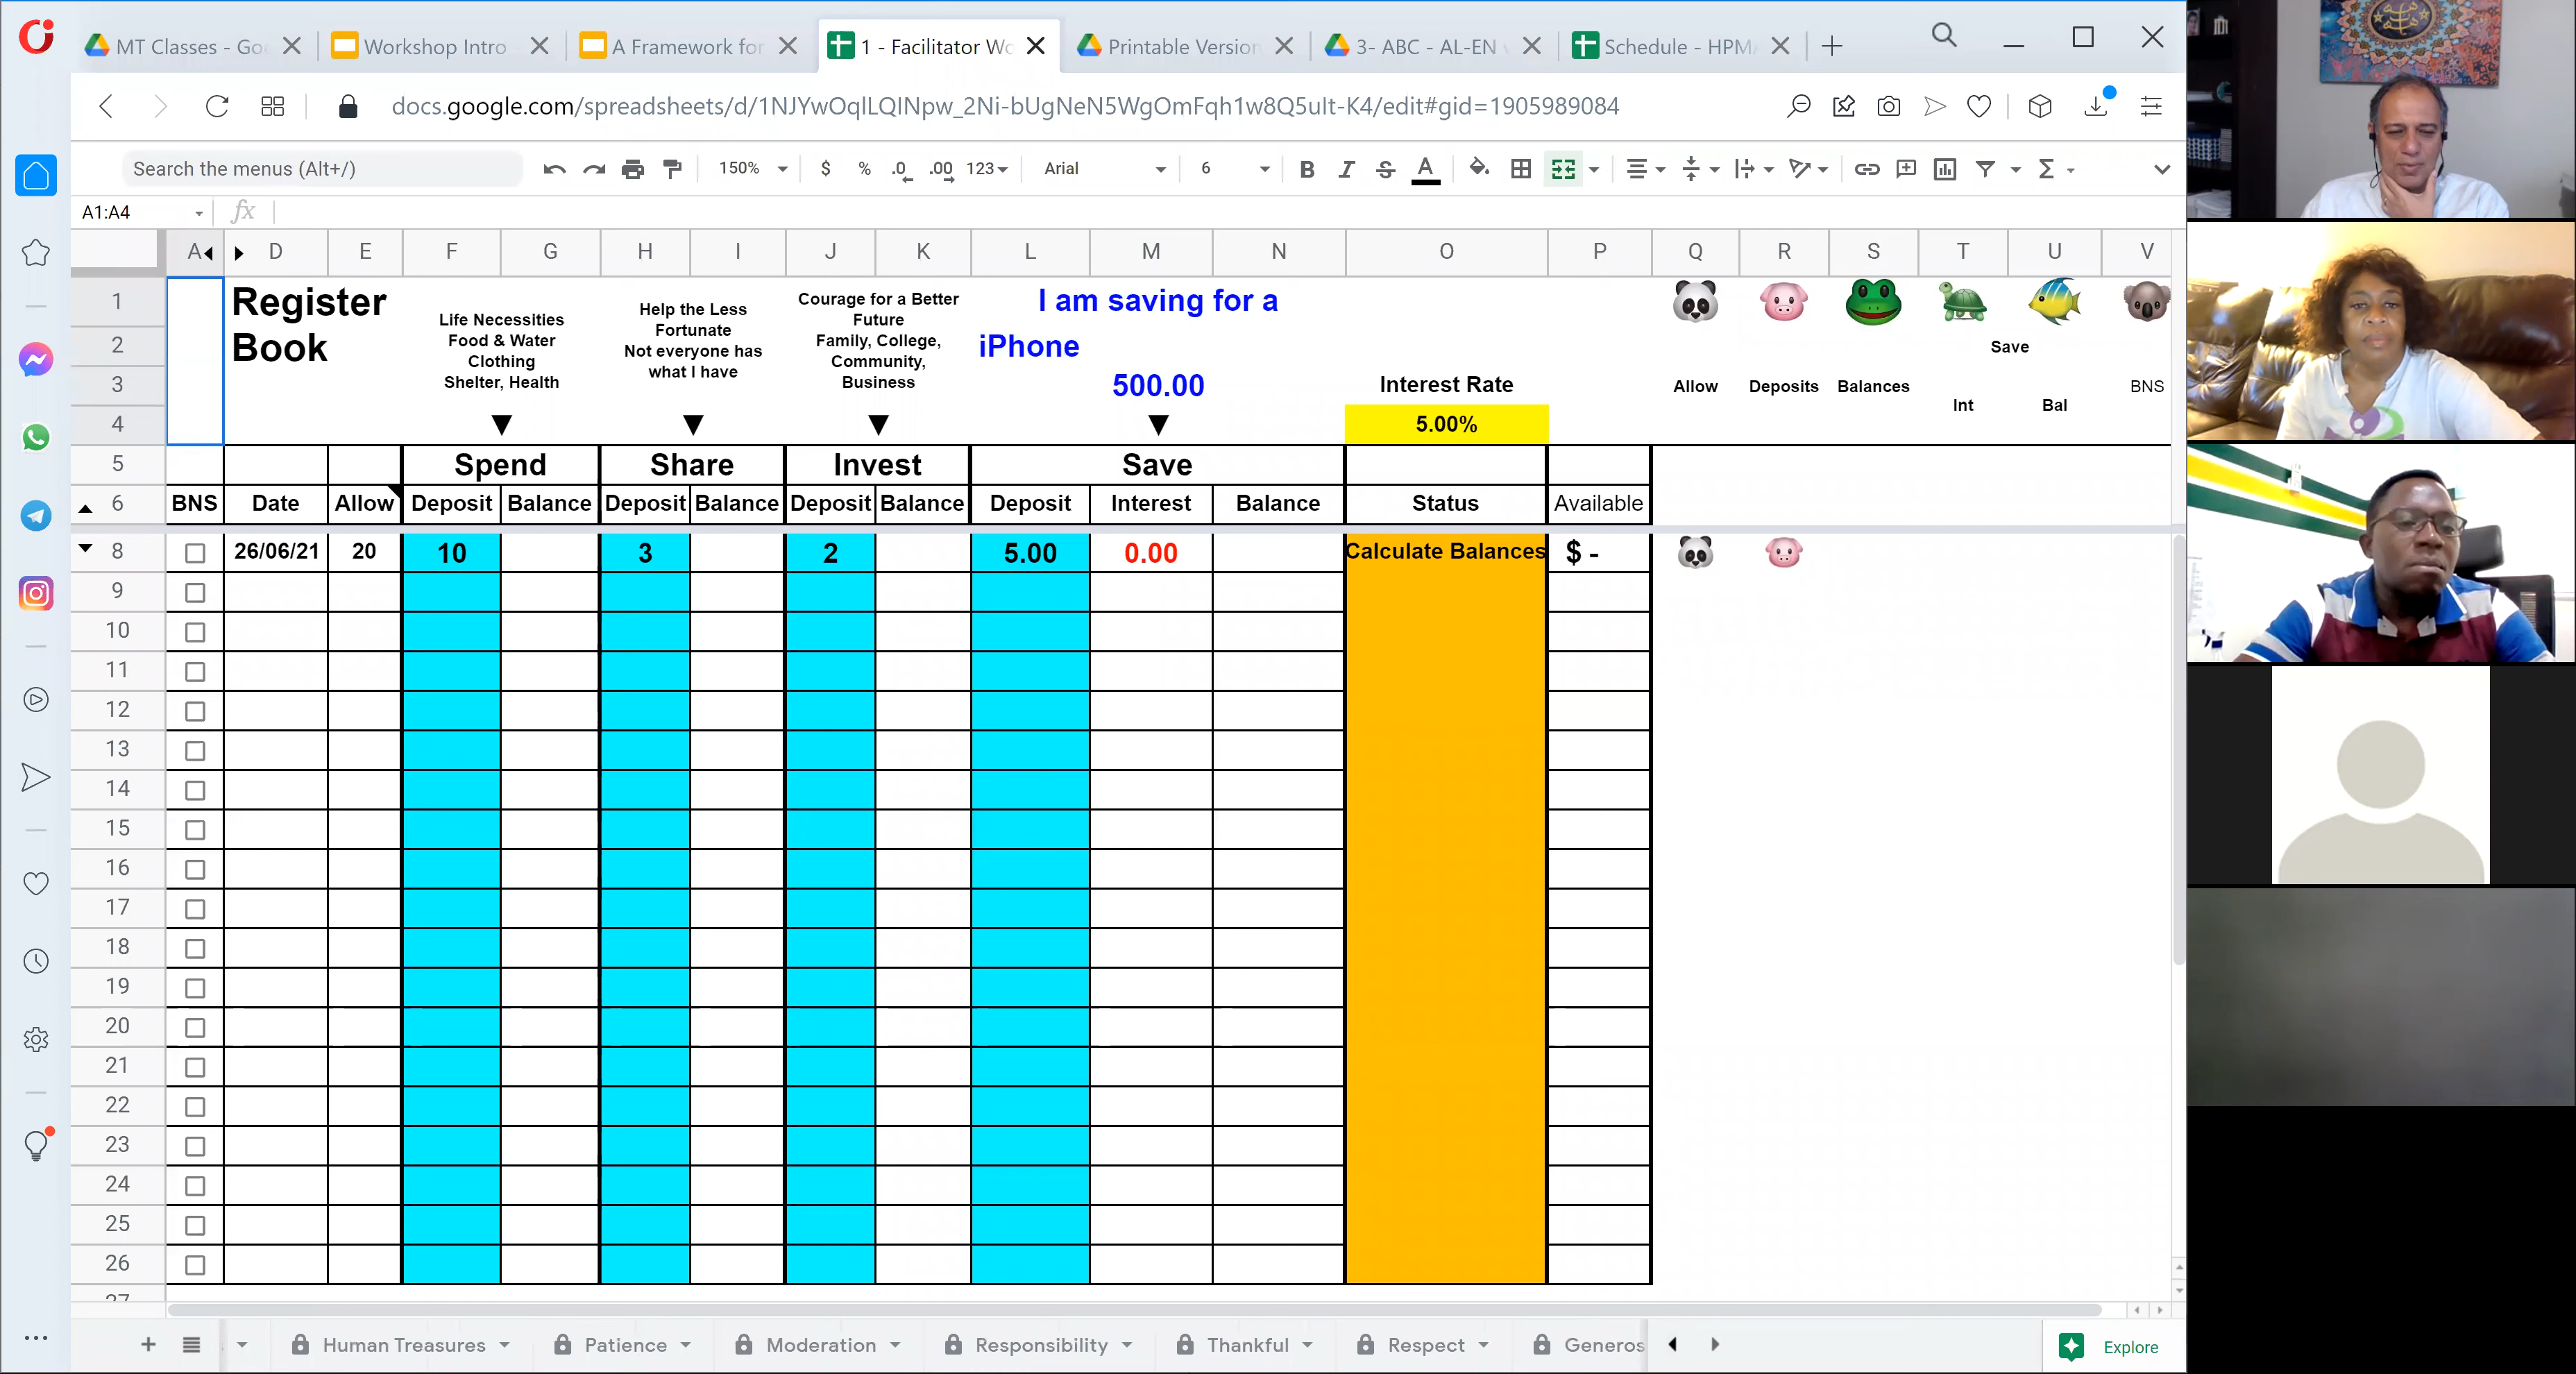 MT Classes - Goo
Workshop Intro
A Framework for
1 - Facilitator Wo
Printable Version
3- ABC - AL-EN
Schedule - HPM
docs.google.com/spreadsheets/d/1NJYwOqlLQINpw_2Ni-bUgNeN5WgOmFqh1w8Q5uIt-K4/edit#gid=1905989084
Search the menus (Alt+/)
150%
$
%
.0
.00
123
Arial
6
B
I
S
A
Σ
A1:A4
fx
A D E F G H I J K L M N O P Q R S T U V
1
2
3
4
5
6
Register
Book
Life Necessities
Food & Water
Clothing
Shelter, Health
Help the Less
Fortunate
Not everyone has
what I have
Courage for a Better
Future
Family, College,
Community,
Business
I am saving for a
iPhone
500.00
Interest Rate
5.00%
Allow
Deposits
Balances
Save
Int
Bal
BNS
Spend Share Invest Save
BNS Date Allow Deposit Balance Deposit Balance Deposit Balance Deposit Interest Balance Status Available
8 26/06/21 20 10 3 2 5.00 0.00 Calculate Balances $ -
9
10
11
12
13
14
15
16
17
18
19
20
21
22
23
24
25
26
27
Human Treasures
Patience
Moderation
Responsibility
Thankful
Respect
Generos
Explore